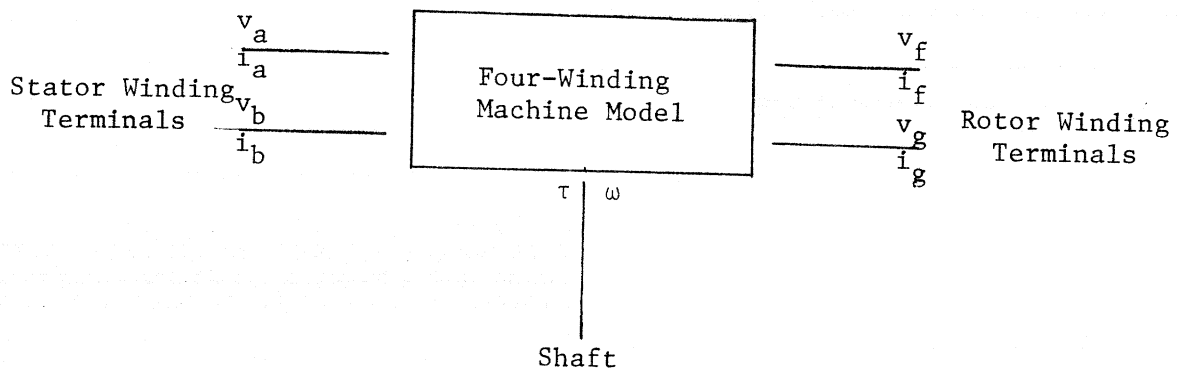 v_a
i_a
Stator Winding
Terminals
v_b
i_b
Four-Winding
Machine Model
v_f
i_f
v_g
i_g
Rotor Winding
Terminals
τ ω
Shaft